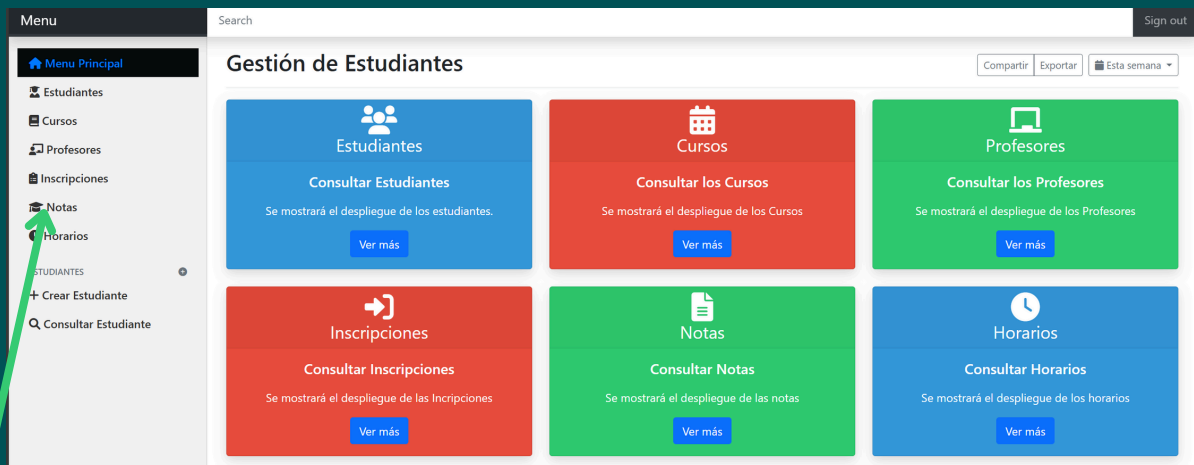 Menu
Search
Sign out
Menu Principal
Estudiantes
Cursos
Profesores
Inscripciones
Notas
Horarios
ESTUDIANTES
Crear Estudiante
Consultar Estudiante
Gestión de Estudiantes
Compartir Exportar Esta semana
Estudiantes
Consultar Estudiantes
Se mostrará el despliegue de los estudiantes.
Ver más
Cursos
Consultar los Cursos
Se mostrará el despliegue de los Cursos
Ver más
Profesores
Consultar los Profesores
Se mostrará el despliegue de los Profesores
Ver más
Inscripciones
Consultar Inscripciones
Se mostrará el despliegue de las Incripciones
Ver más
Notas
Consultar Notas
Se mostrará el despliegue de las notas
Ver más
Horarios
Consultar Horarios
Se mostrará el despliegue de los horarios
Ver más